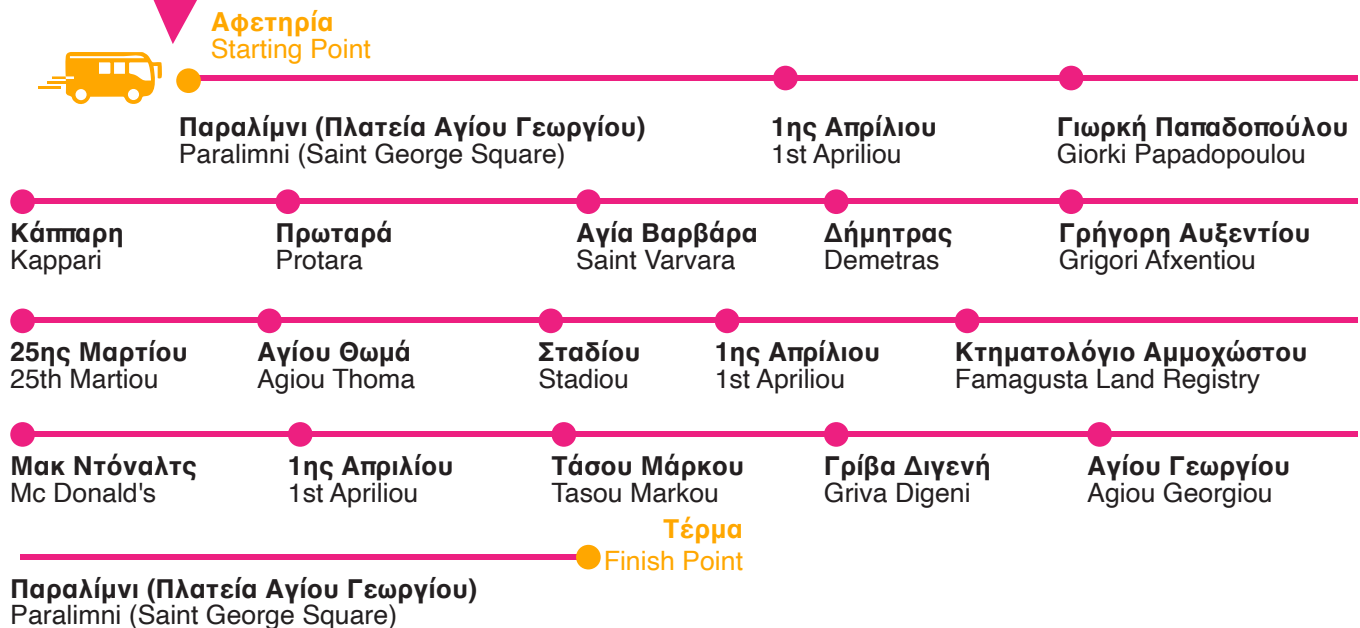 Αφετηρία
Starting Point
Παραλίμνι (Πλατεία Αγίου Γεωργίου) 1ης Απρίλιου Γιωρκή Παπαδοπούλου
Paralimni (Saint George Square) 1st Apriliou Giorki Papadopoulou
Κάππαρη Πρωταρά Αγία Βαρβάρα Δήμητρας Γρήγορη Αυξεντίου
Kappari Protara Saint Varvara Demetras Grigori Afxentiou
25ης Μαρτίου Αγίου Θωμά Σταδίου 1ης Απρίλιου Κτηματολόγιο Αμμοχώστου
25th Martiou Agiou Thoma Stadiou 1st Apriliou Famagusta Land Registry
Μακ Ντόναλτς 1ης Απριλίου Τάσου Μάρκου Γρίβα Διγενή Αγίου Γεωργίου
Mc Donald's 1st Apriliou Tasou Markou Griva Digeni Agiou Georgiou
Τέρμα
Finish Point
Παραλίμνι (Πλατεία Αγίου Γεωργίου)
Paralimni (Saint George Square)